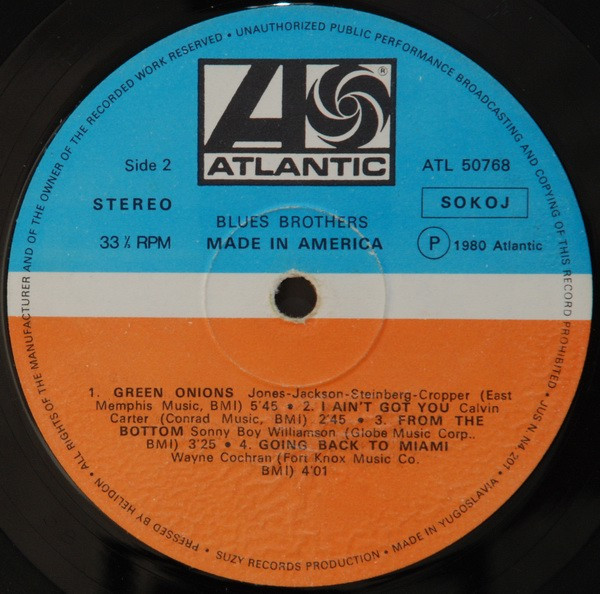 ALL RIGHTS OF THE MANUFACTURER AND OF THE OWNER OF THE RECORDED WORK RESERVED • UNAUTHORIZED PUBLIC PERFORMANCE BROADCASTING AND COPYING OF THIS RECORD PROHIBITED • JUS N. N4. 201 • MADE IN YUGOSLAVIA • SUZY RECORDS PRODUCTION • PRESSED BY HELIDON •
A ®
ATLANTIC
Side 2
ATL 50768
STEREO
SOKOJ
BLUES BROTHERS
33⅓ RPM
MADE IN AMERICA
Ⓟ 1980 Atlantic
1. GREEN ONIONS Jones-Jackson-Steinberg-Cropper (East
Memphis Music, BMI) 5'45 • 2. I AIN'T GOT YOU Calvin
Carter (Conrad Music, BMI) 2'45 • 3. FROM THE
BOTTOM Sonny Boy Williamson (Globe Music Corp..
BMI) 3'25 • 4. GOING BACK TO MIAMI
Wayne Cochran (Fort Knox Music Co.
BMI) 4'01